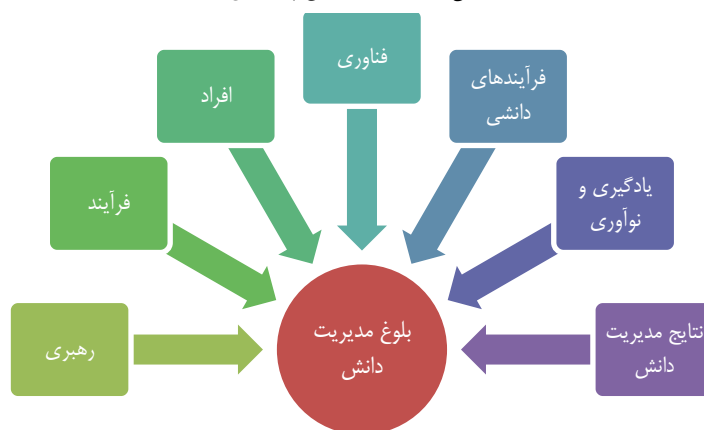 فناوری
افراد
فرآیندهای
دانشی
فرآیند
یادگیری و
نوآوری
رهبری
بلوغ مدیریت
دانش
نتایج مدیریت
دانش